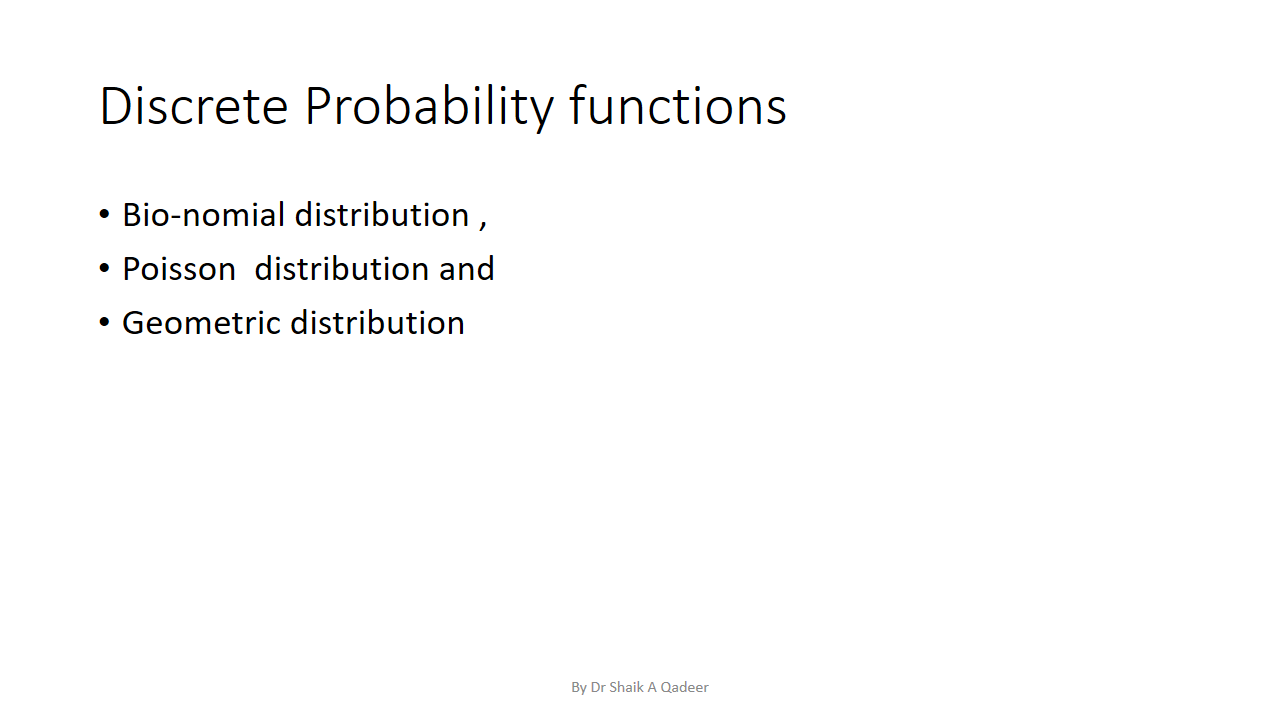 Discrete Probability functions
• Bio-nomial distribution ,
• Poisson  distribution and
• Geometric distribution
By Dr Shaik A Qadeer